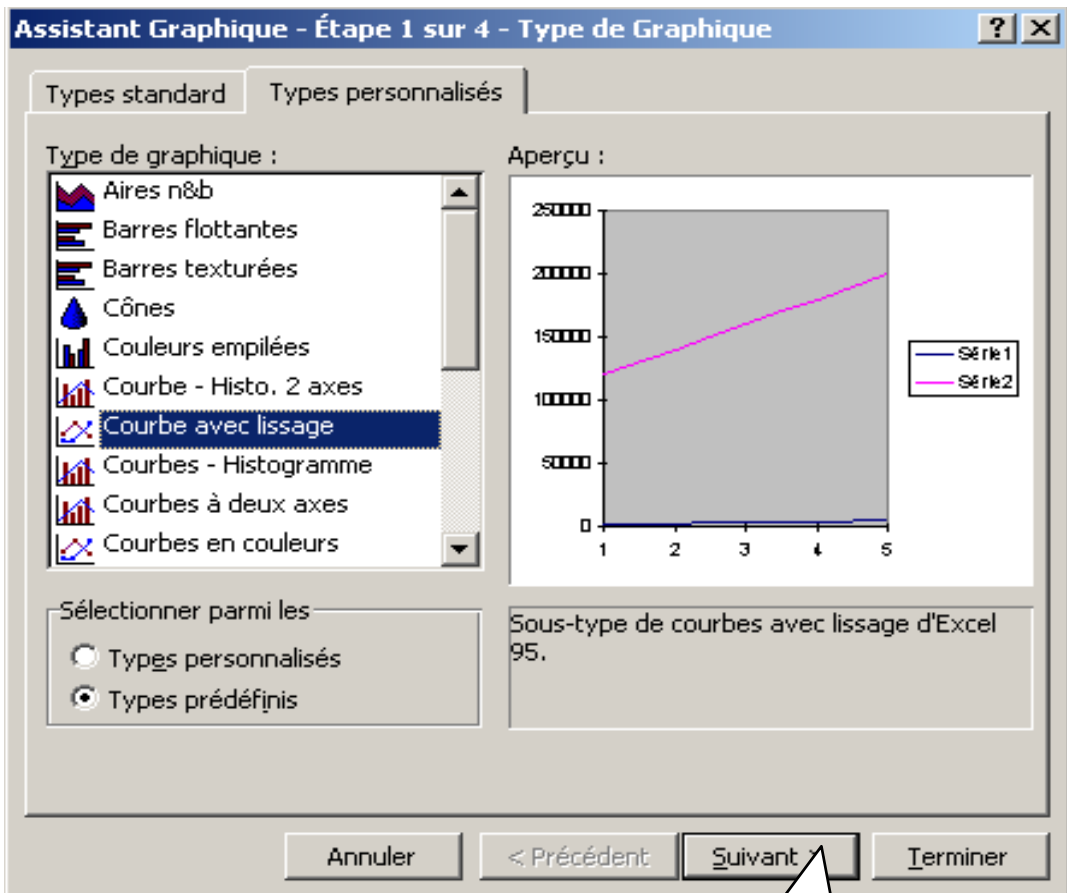 Assistant Graphique - Étape 1 sur 4 - Type de Graphique
Types standard
Types personnalisés
Type de graphique :
Aires n&b
Barres flottantes
Barres texturées
Cônes
Couleurs empilées
Courbe - Histo. 2 axes
Courbe avec lissage
Courbes - Histogramme
Courbes à deux axes
Courbes en couleurs
Sélectionner parmi les
Types personnalisés
Types prédéfinis
Aperçu :
250000
200000
150000
100000
50000
0
1 2 3 4 5
Série1
Série2
Sous-type de courbes avec lissage d'Excel
95.
Annuler
< Précédent
Suivant >
Terminer